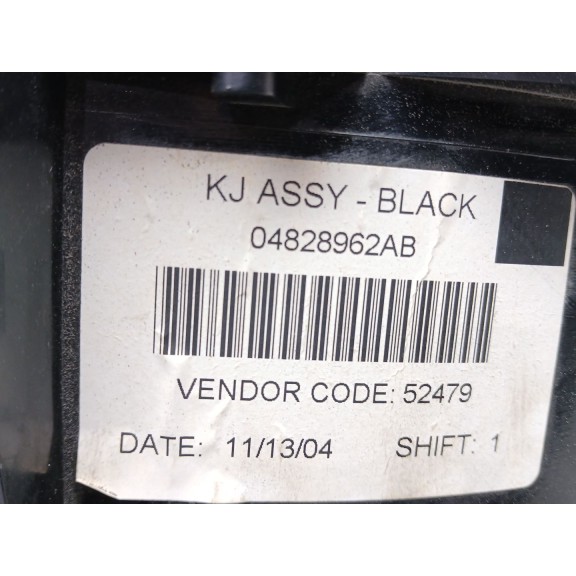 KJ ASSY - BLACK
04828962AB
VENDOR CODE: 52479
DATE: 11/13/04 SHIFT: 1